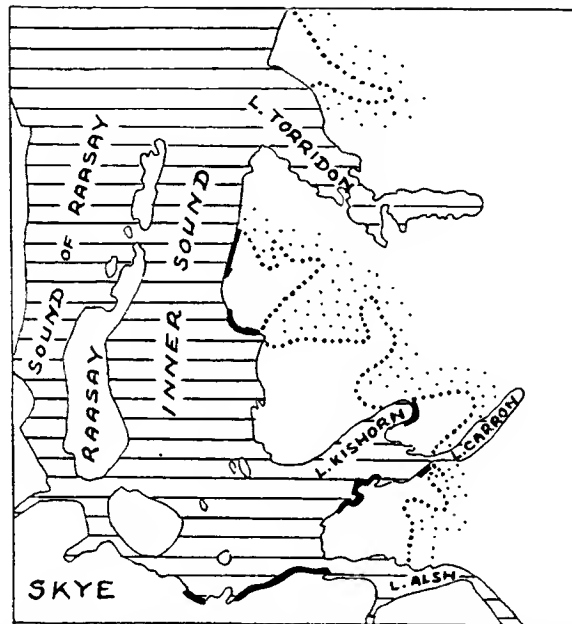 L. TORRIDON
SOUND OF RAASAY
INNER SOUND
RAASAY
L. KISHORN
L. CARRON
L. ALSH
SKYE